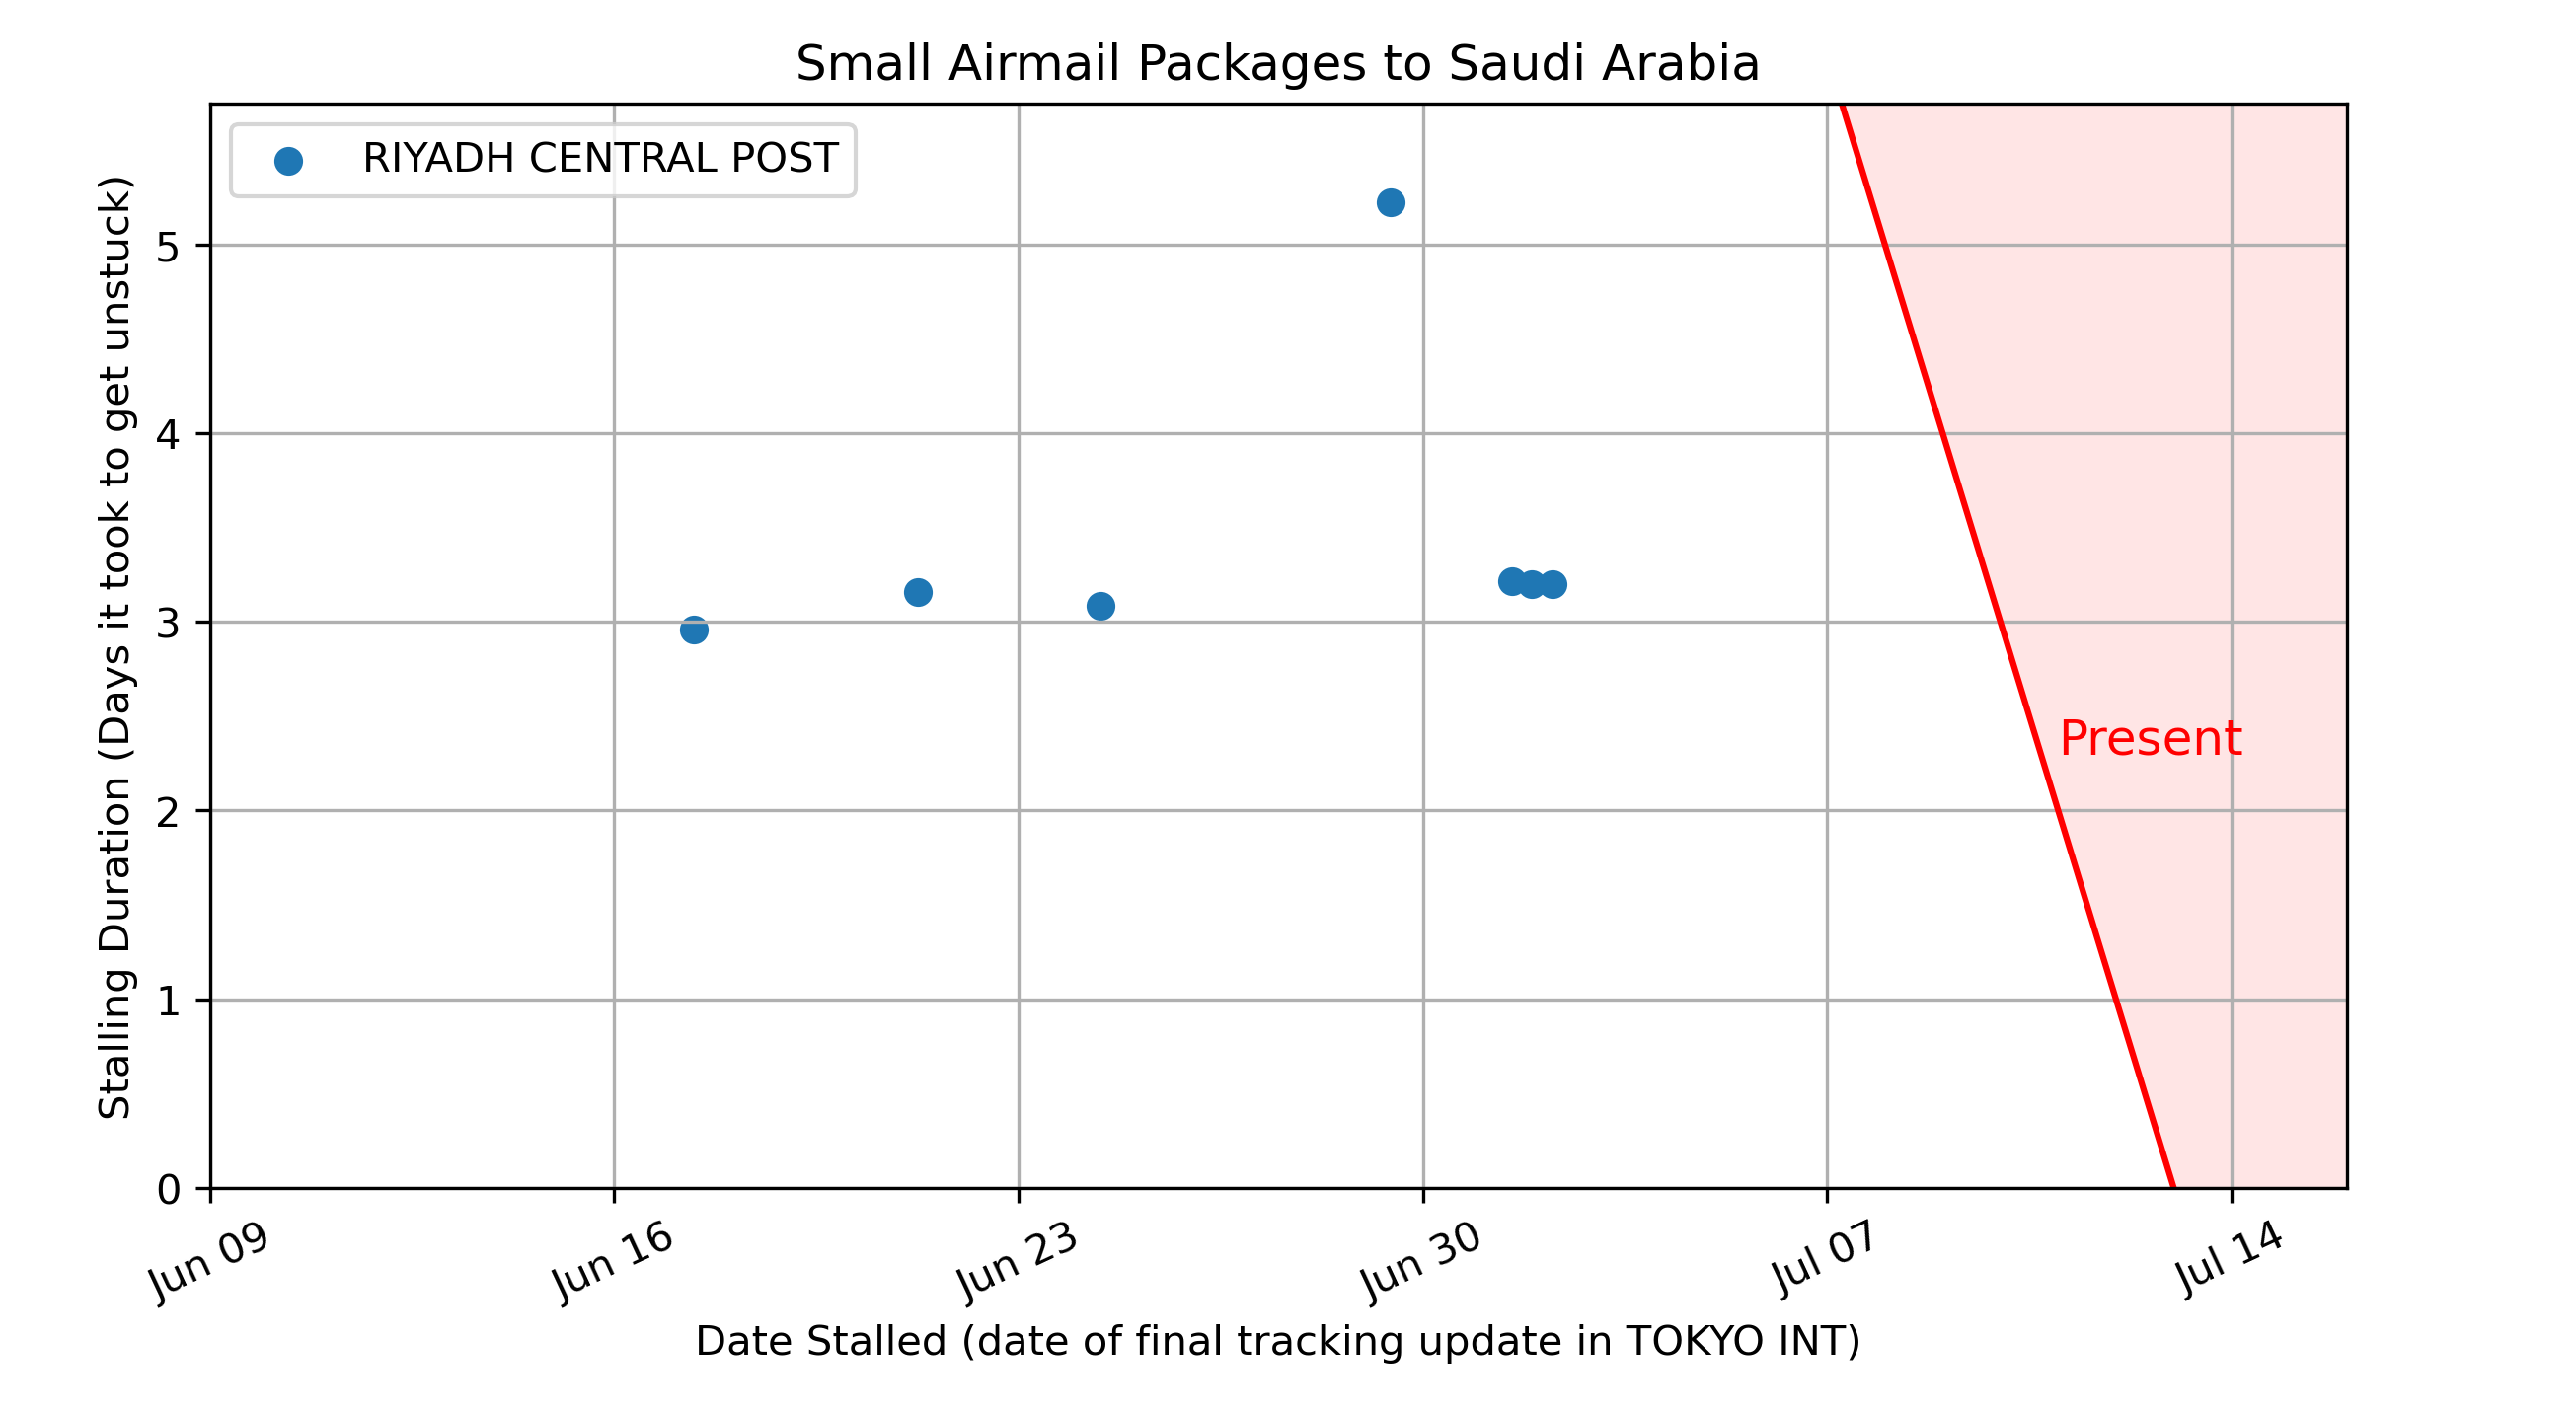 Small Airmail Packages to Saudi Arabia
RIYADH CENTRAL POST
Stalling Duration (Days it took to get unstuck)
5
4
3
2
1
0
Present
Jun 09
Jun 16
Jun 23
Jun 30
Jul 07
Jul 14
Date Stalled (date of final tracking update in TOKYO INT)